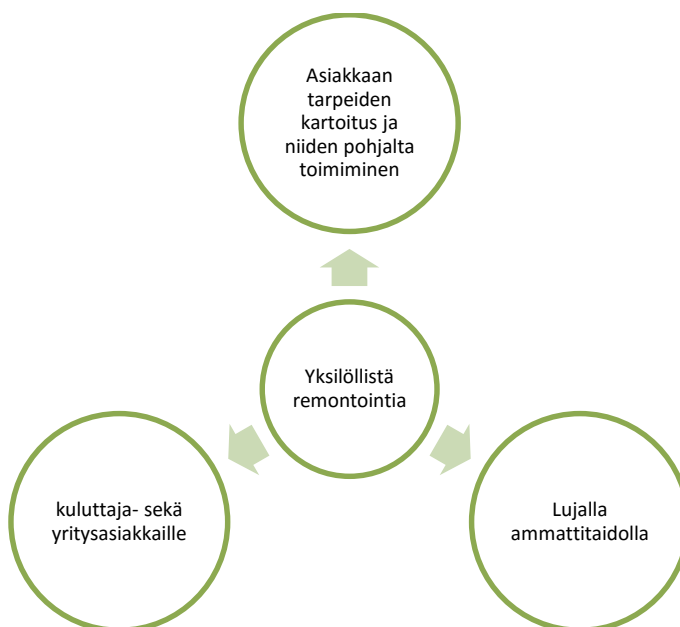 Asiakkaan
tarpeiden
kartoitus ja
niiden pohjalta
toimiminen
Yksilöllistä
remontointia
kuluttaja- sekä
yritysasiakkaille
Lujalla
ammattitaidolla